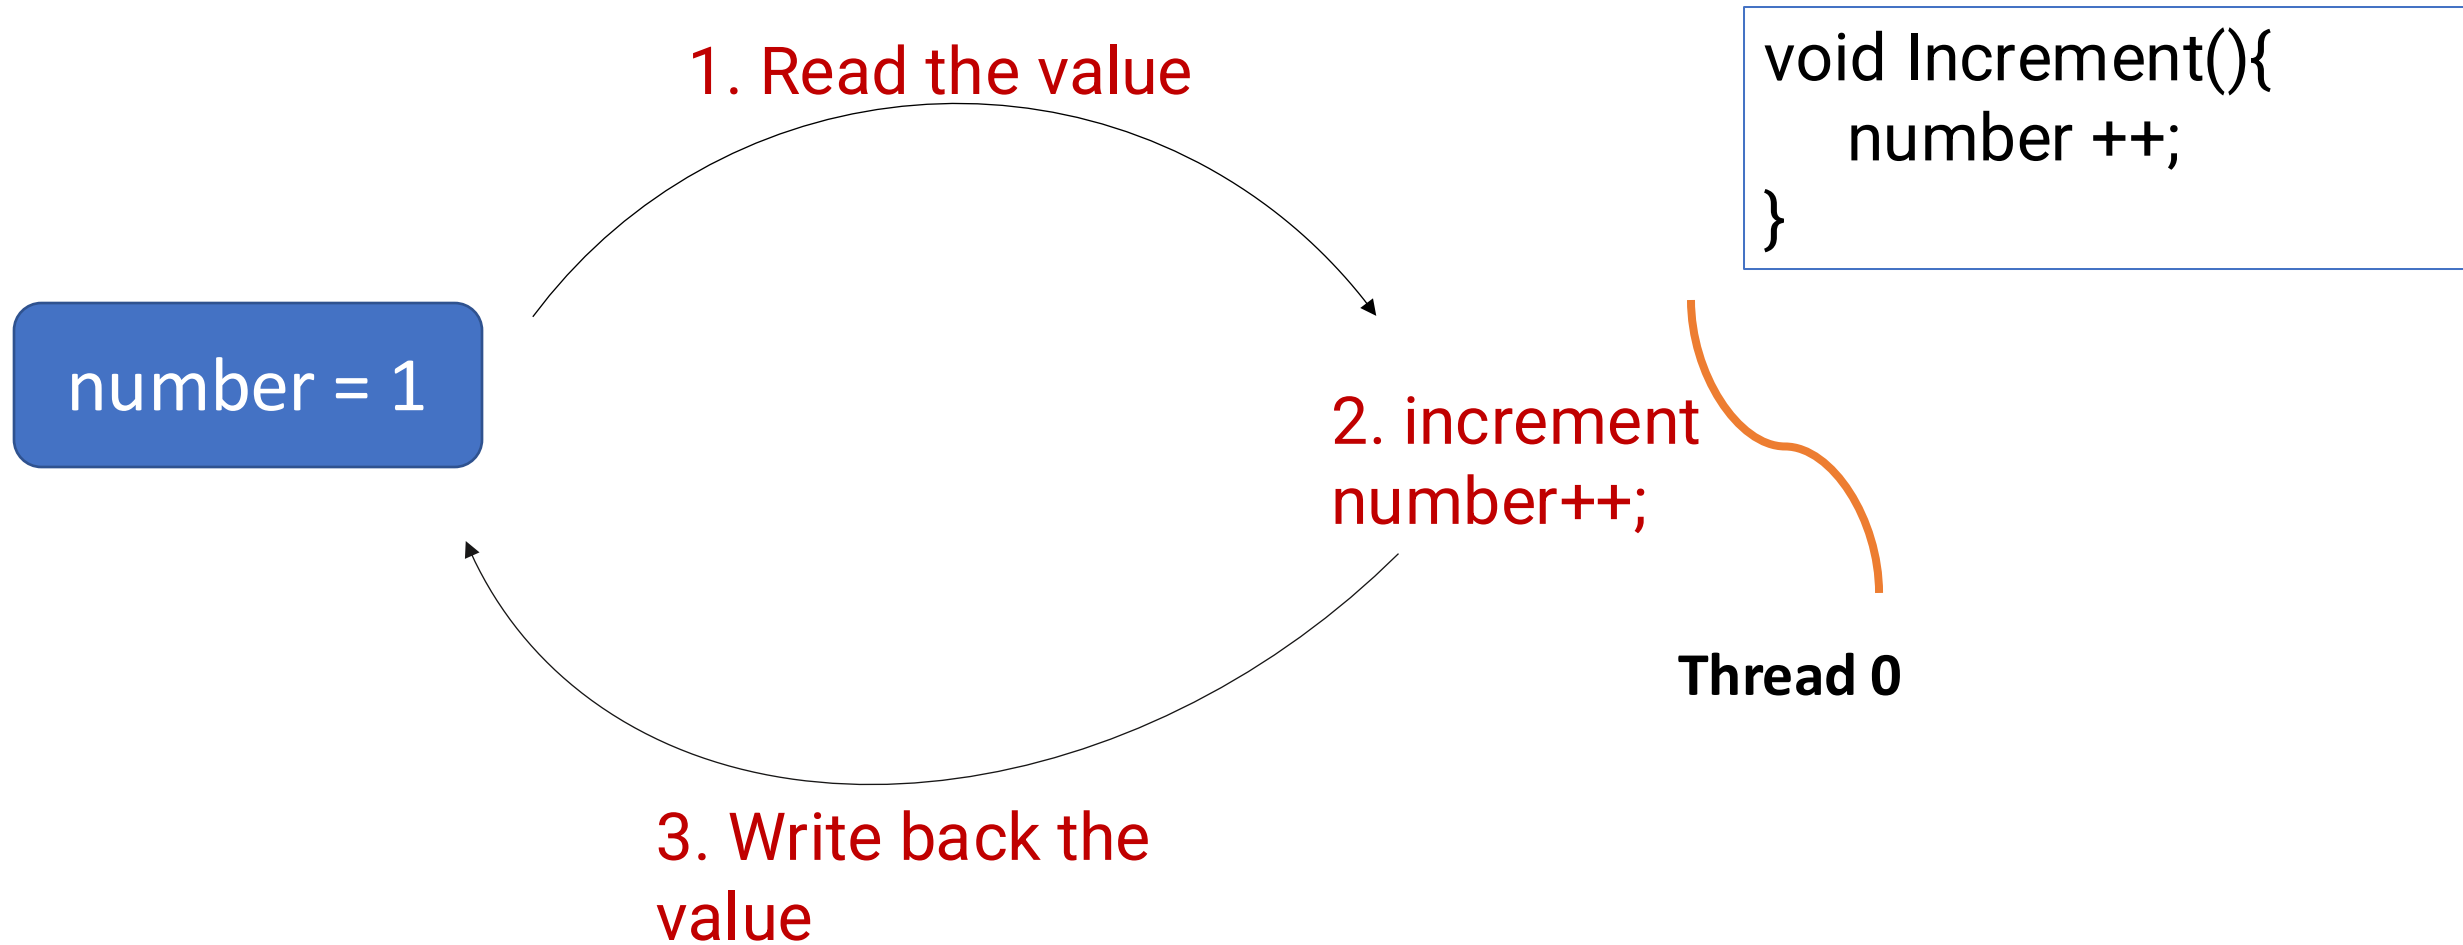 1. Read the value
void Increment(){
number ++;
}
number = 1
2. increment
number++;
Thread 0
3. Write back the
value